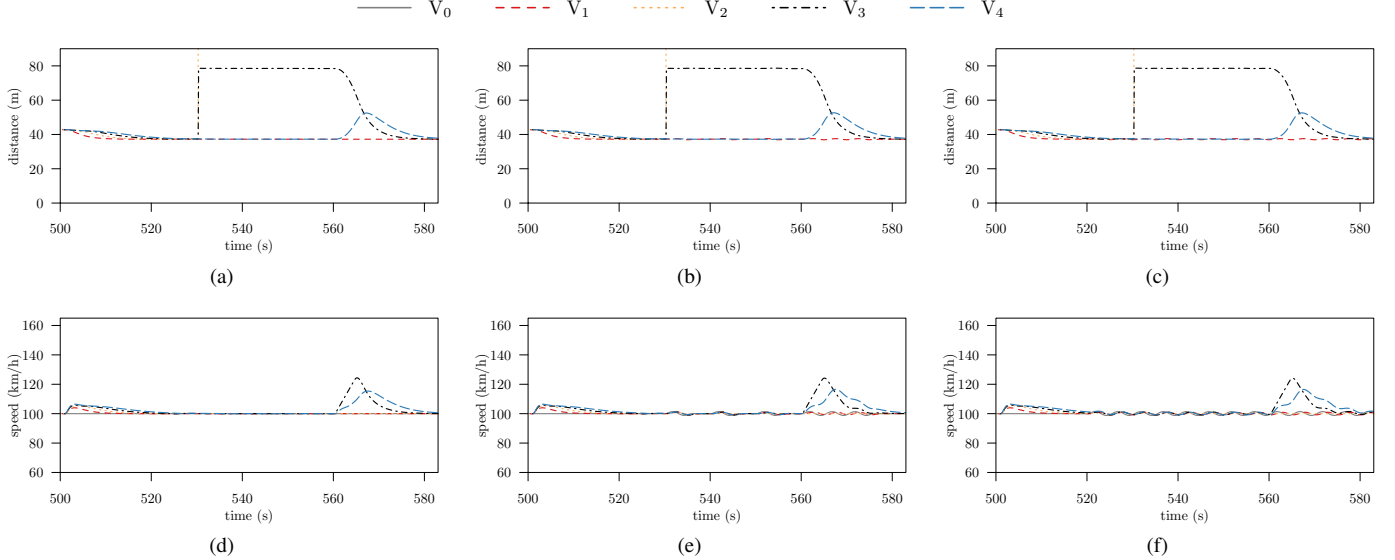 V0 V1 V2 V3 V4
distance (m)
0 20 40 60 80
500 520 540 560 580
time (s)
(a)
distance (m)
0 20 40 60 80
500 520 540 560 580
time (s)
(b)
distance (m)
0 20 40 60 80
500 520 540 560 580
time (s)
(c)
speed (km/h)
60 80 100 120 140 160
500 520 540 560 580
time (s)
(d)
speed (km/h)
60 80 100 120 140 160
500 520 540 560 580
time (s)
(e)
speed (km/h)
60 80 100 120 140 160
500 520 540 560 580
time (s)
(f)